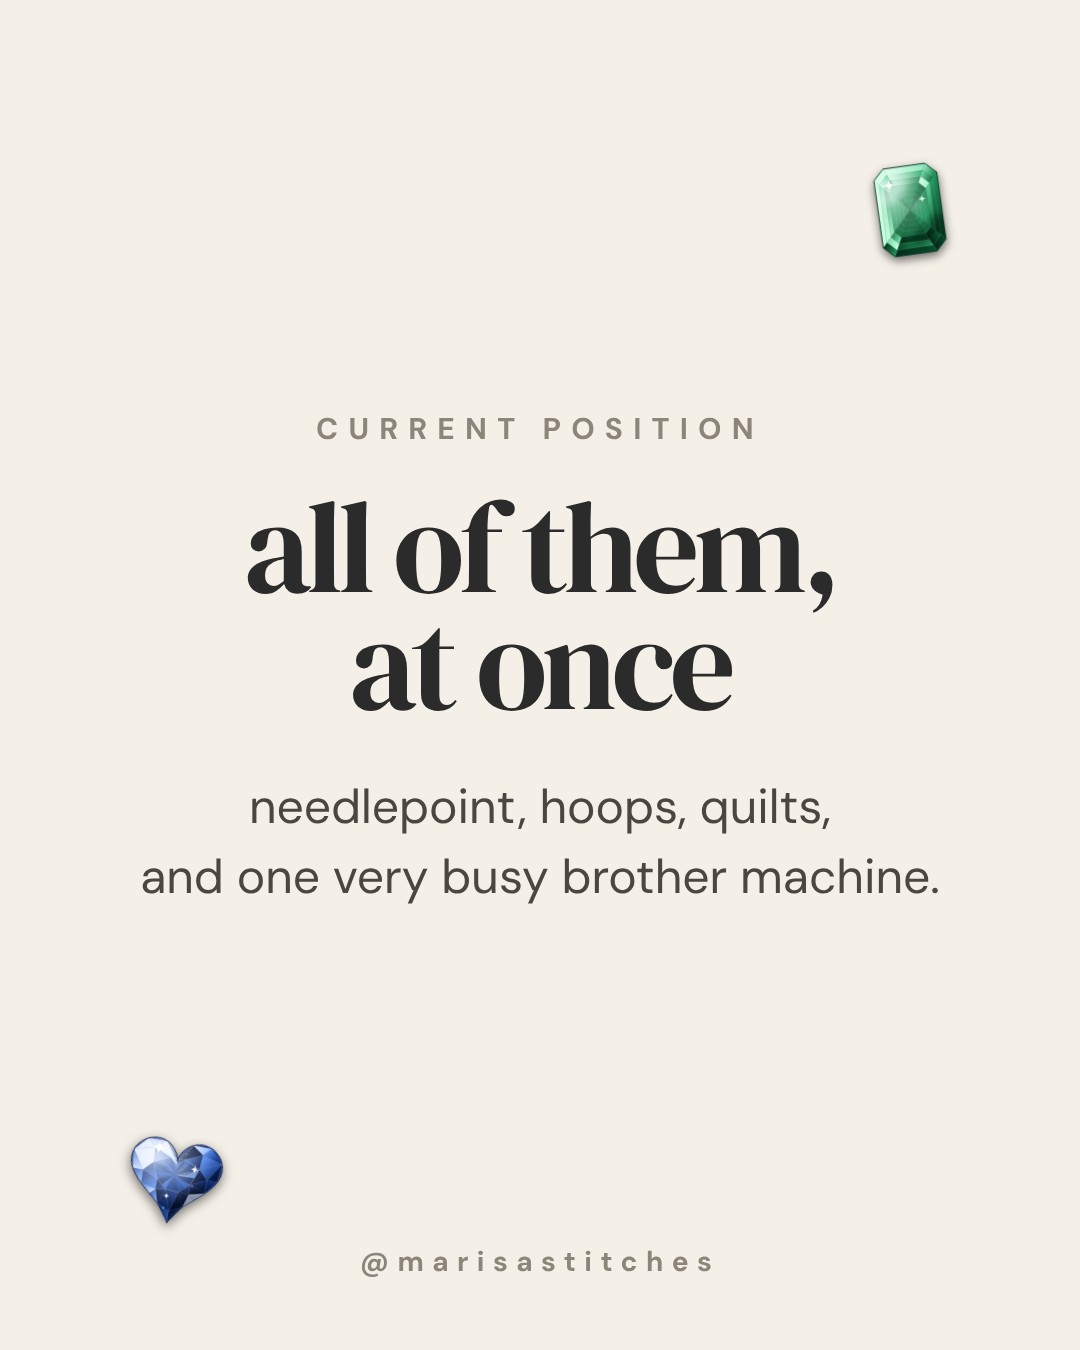 CURRENT POSITION
all of them,
at once
needlepoint, hoops, quilts,
and one very busy brother machine.
@marisastitches